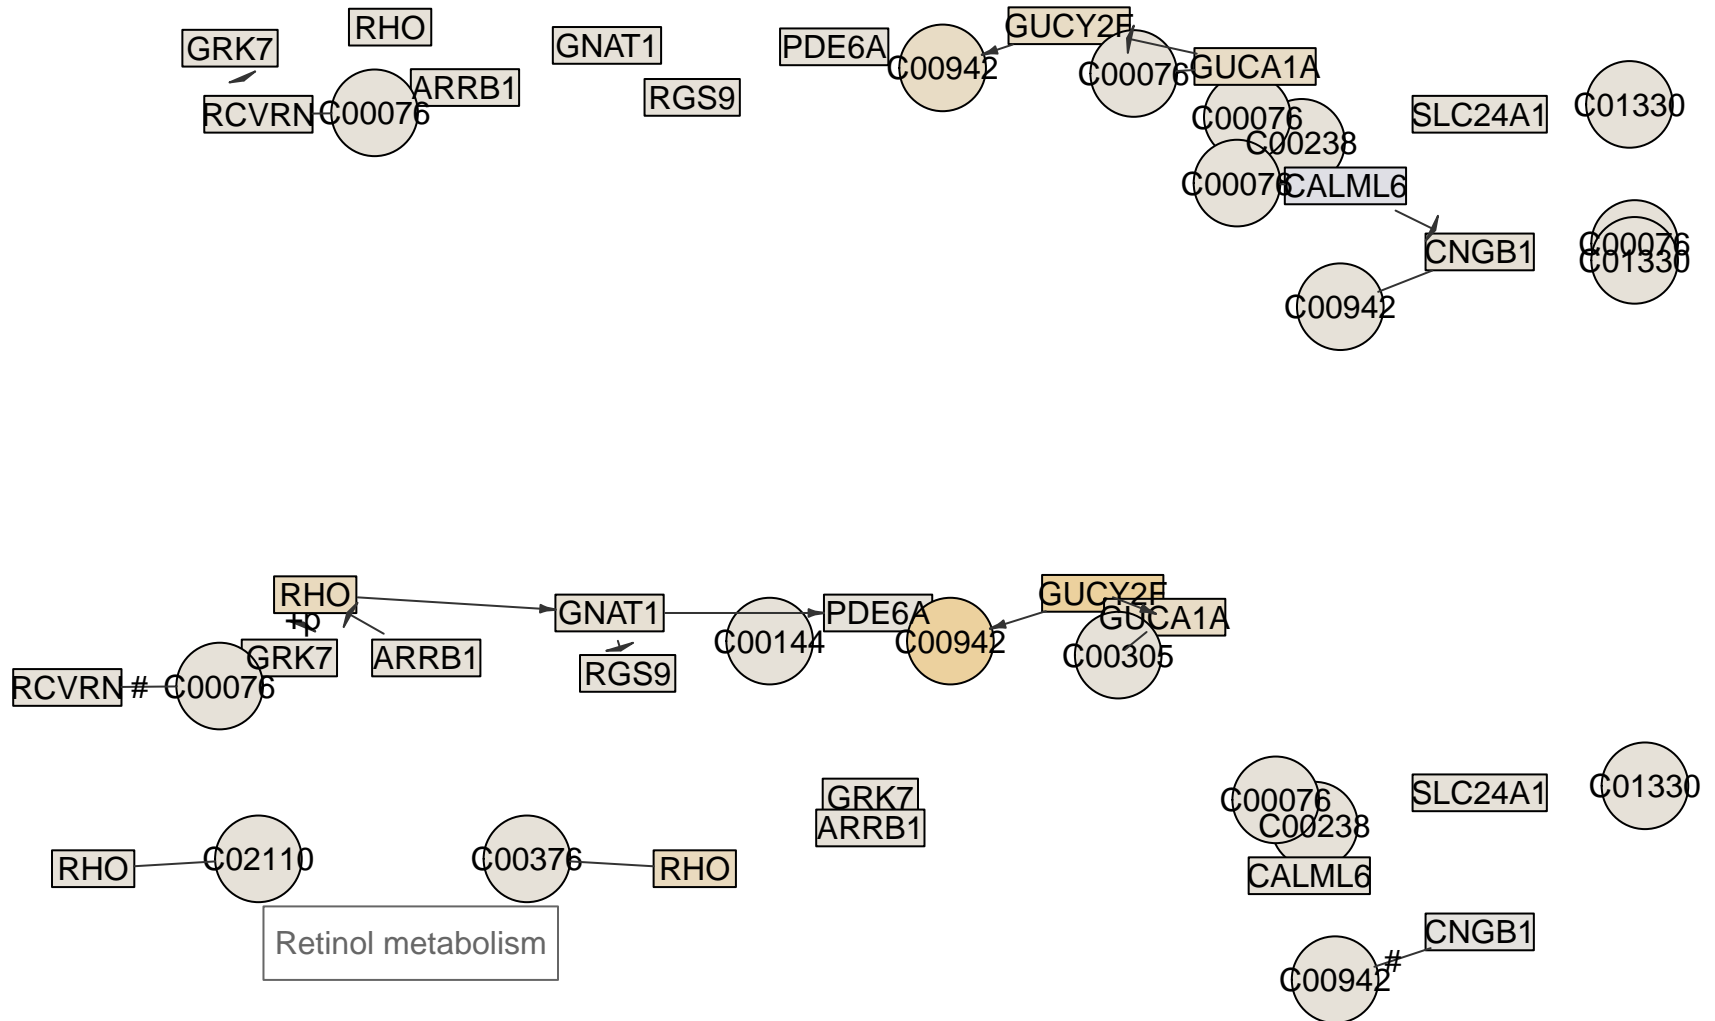 RHO
GUCY2F
GRK7
GNAT1
PDE6A
C00942
C00076
GUCA1A
ARRB1
RGS9
RCVRN
C00076
C00076
SLC24A1
C01330
C00238
C00076
CALML6
CNGB1
C00076
C01330
C00942
RHO
GUCY2F
+p
GNAT1
PDE6A
GUCA1A
C00144
C00942
GRK7
ARRB1
C00305
RGS9
RCVRN
#
C00076
C00076
C00238
SLC24A1
C01330
GRK7
ARRB1
RHO
C02110
C00376
RHO
CALML6
Retinol metabolism
CNGB1
#
C00942